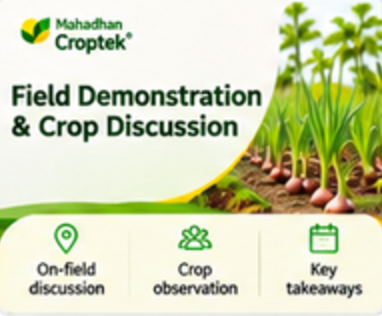 Mahadhan
Croptek®
Field Demonstration
& Crop Discussion
On-field
discussion
Crop
observation
Key
takeaways